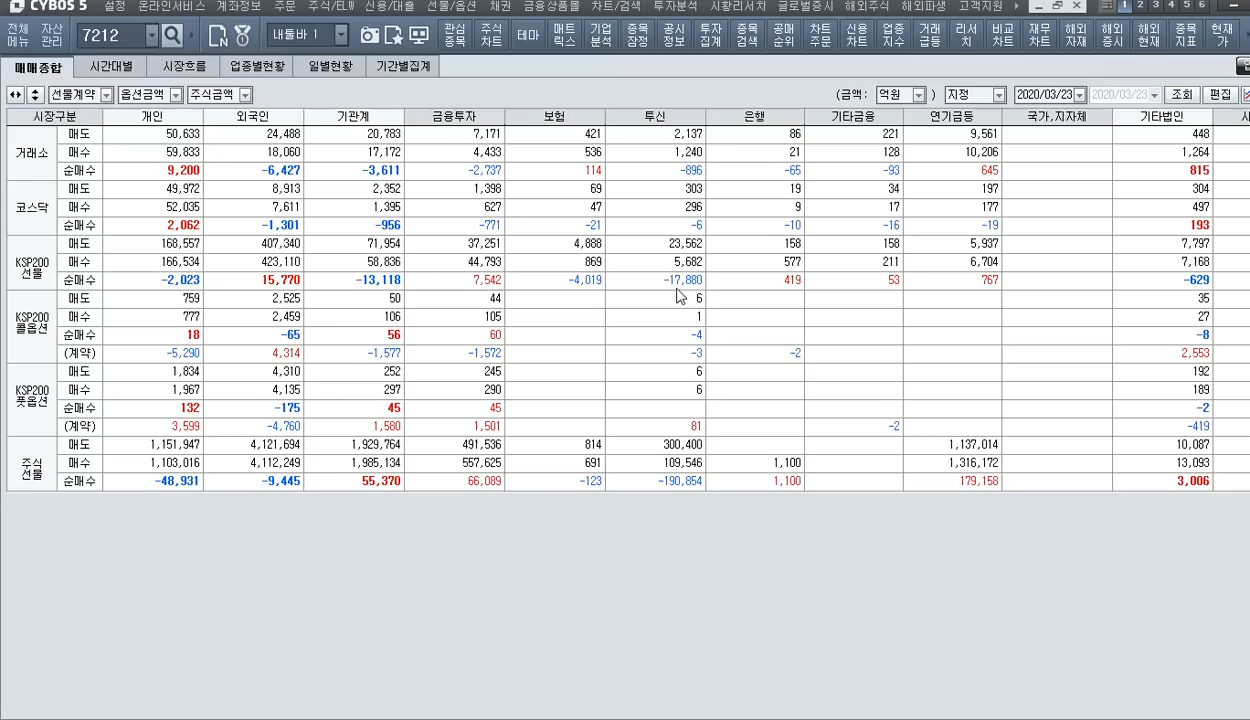 CYBOS 5 설정 온라인서비스 계좌정보 주문 주식/ELW 신용/대출 선물/옵션 채권 금융상품몰 차트/검색 투자분석 시황리서치 글로벌증시 해외주식 해외파생 고객지원 1 2 3 4 5 6
전체 메뉴 자산 관리 7212 내툴바 1 관심 종목 주식 차트 테마 매트 릭스 기업 분석 종목 잠정 공시 정보 투자 집계 종목 검색 공매 순위 차트 주문 신용 차트 업종 지수 거래 급등 리서 치 비교 차트 재무 차트 해외 자재 해외 증시 해외 현재 종목 지표 현재 가
매매종합 시간대별 시장흐름 업종별현황 일별현황 기간별집계
선물계약 옵션금액 주식금액 (금액: 억원 ) 지정 2020/03/23 2020/03/23 조회 편집
시장구분 개인 외국인 기관계 금융투자 보험 투신 은행 기타금융 연기금등 국가,지자체 기타법인
거래소 매도 50,633 24,488 20,783 7,171 421 2,137 86 221 9,561 448
매수 59,833 18,060 17,172 4,433 536 1,240 21 128 10,206 1,264
순매수 9,200 -6,427 -3,611 -2,737 114 -896 -65 -93 645 815
코스닥 매도 49,972 8,913 2,352 1,398 69 303 19 34 197 304
매수 52,035 7,611 1,395 627 47 296 9 17 177 497
순매수 2,062 -1,301 -956 -771 -21 -6 -10 -16 -19 193
KSP200 선물 매도 168,557 407,340 71,954 37,251 4,888 23,562 158 158 5,937 7,797
매수 166,534 423,110 58,836 44,793 869 5,682 577 211 6,704 7,168
순매수 -2,023 15,770 -13,118 7,542 -4,019 -17,880 419 53 767 -629
KSP200 콜옵션 매도 759 2,525 50 44 6 35
매수 777 2,459 106 105 1 27
순매수 18 -65 56 60 -4 -8
(계약) -5,290 4,314 -1,577 -1,572 -3 -2 2,553
KSP200 풋옵션 매도 1,834 4,310 252 245 6 192
매수 1,967 4,135 297 290 6 189
순매수 132 -175 45 45 -2
(계약) 3,599 -4,760 1,580 1,501 81 -2 -419
주식 선물 매도 1,151,947 4,121,694 1,929,764 491,536 814 300,400 1,137,014 10,087
매수 1,103,016 4,112,249 1,985,134 557,625 691 109,546 1,100 1,316,172 13,093
순매수 -48,931 -9,445 55,370 66,089 -123 -190,854 1,100 179,158 3,006